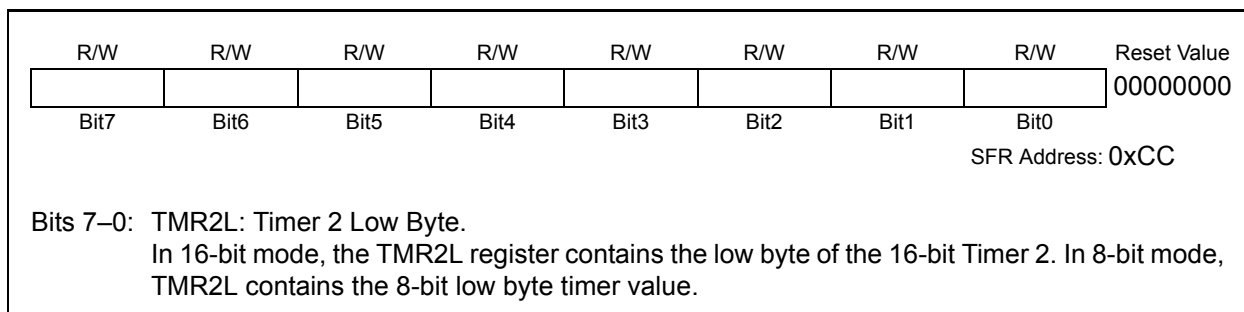 R/W R/W R/W R/W R/W R/W R/W R/W Reset Value
00000000
Bit7 Bit6 Bit5 Bit4 Bit3 Bit2 Bit1 Bit0
SFR Address: 0xCC
Bits 7–0: TMR2L: Timer 2 Low Byte.
In 16-bit mode, the TMR2L register contains the low byte of the 16-bit Timer 2. In 8-bit mode,
TMR2L contains the 8-bit low byte timer value.